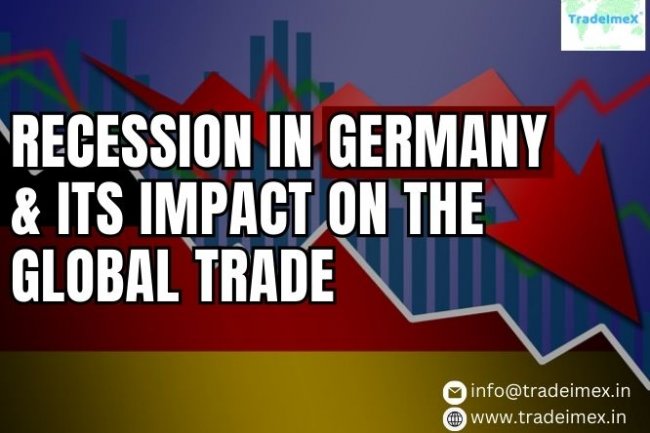 TradeImeX
RECESSION IN GERMANY
& ITS IMPACT ON THE
GLOBAL TRADE
info@tradeimex.in
www.tradeimex.in